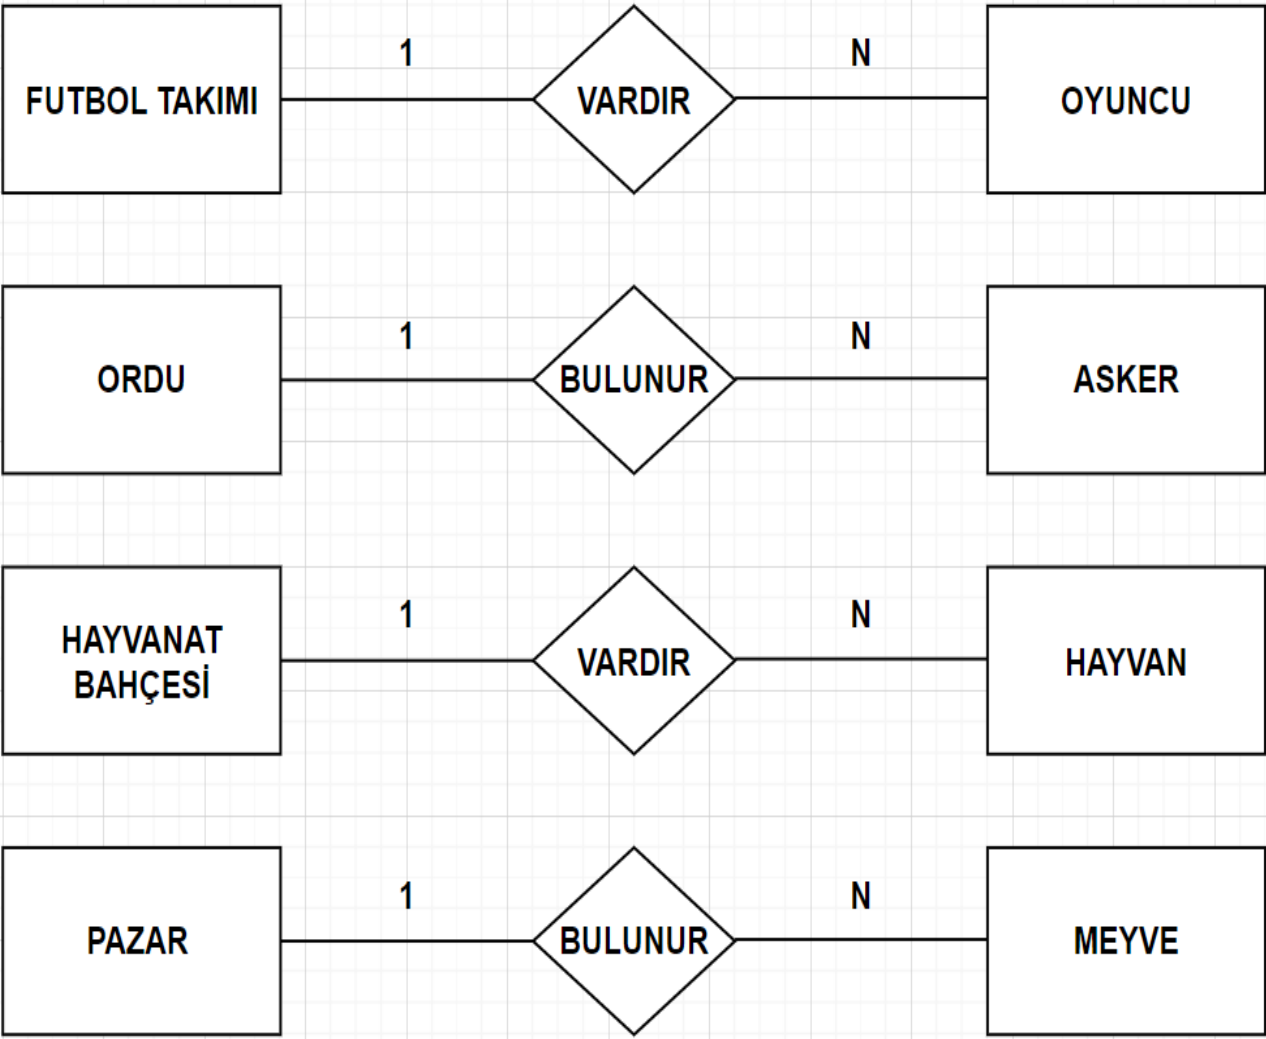 1
N
FUTBOL TAKIMI
VARDIR
OYUNCU
1
N
ORDU
BULUNUR
ASKER
1
N
HAYVANAT
BAHÇESİ
VARDIR
HAYVAN
1
N
PAZAR
BULUNUR
MEYVE